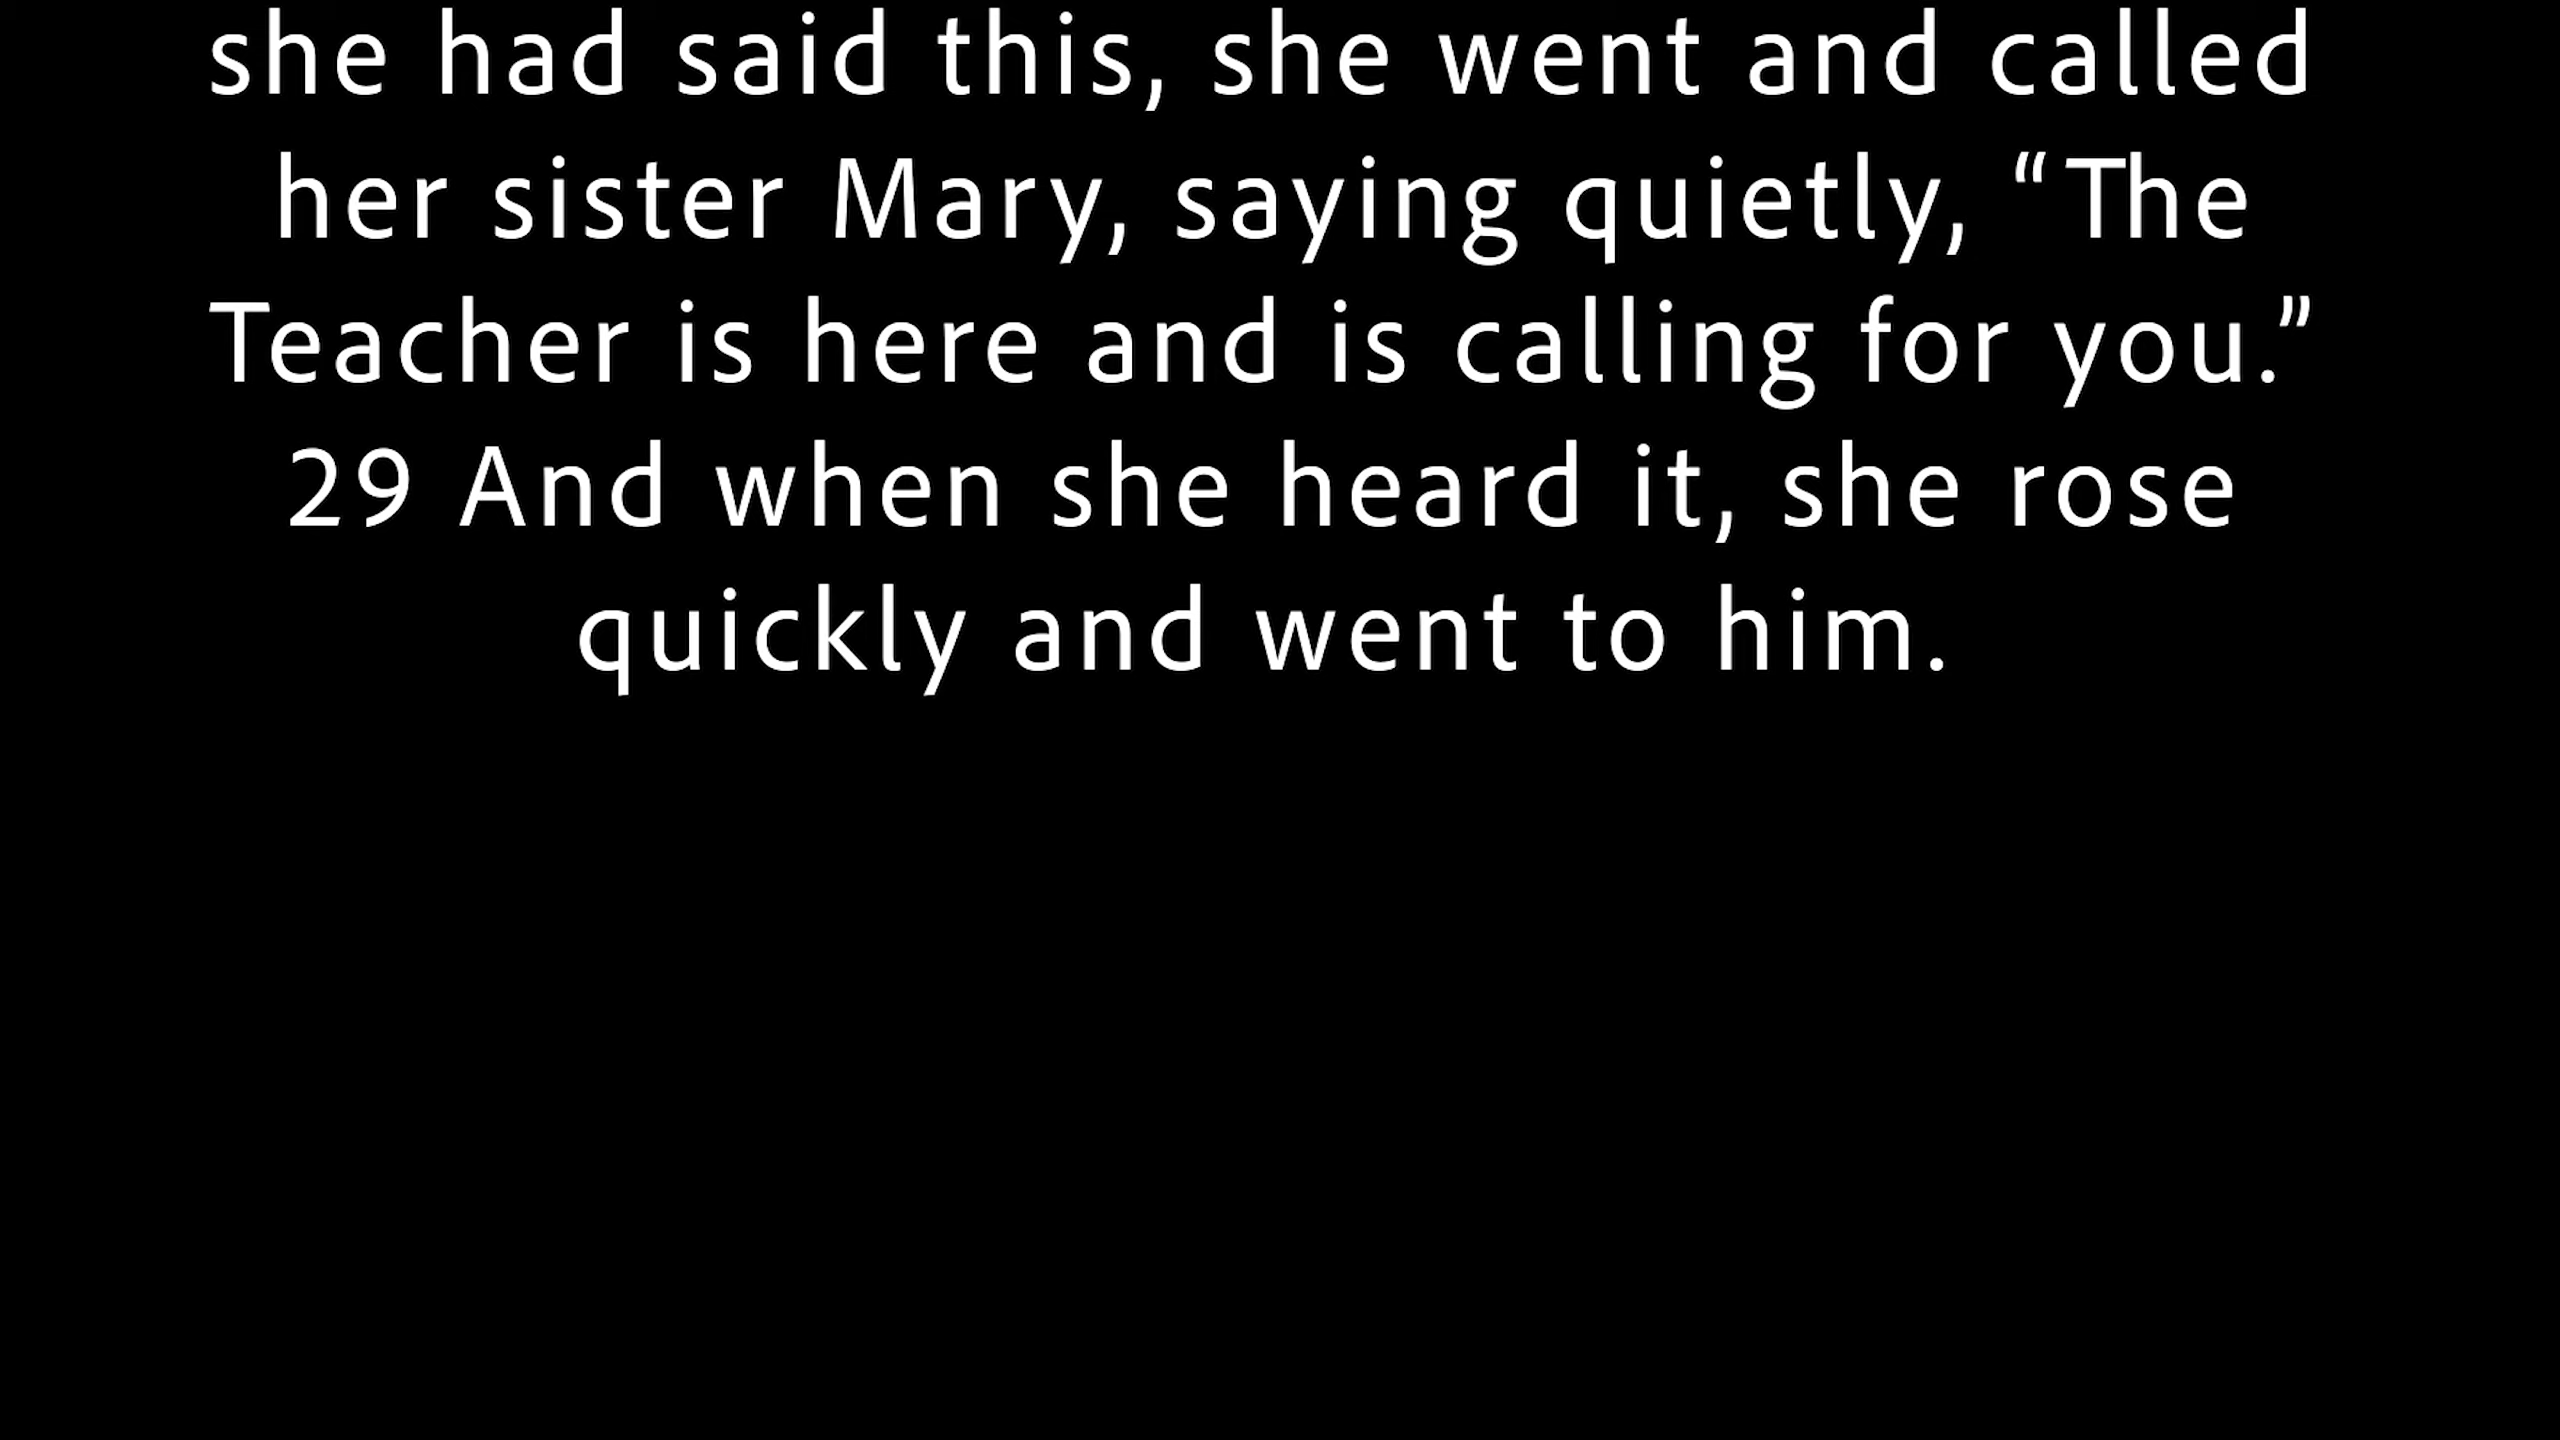 she had said this, she went and called
her sister Mary, saying quietly, “The
Teacher is here and is calling for you.”
29 And when she heard it, she rose
quickly and went to him.